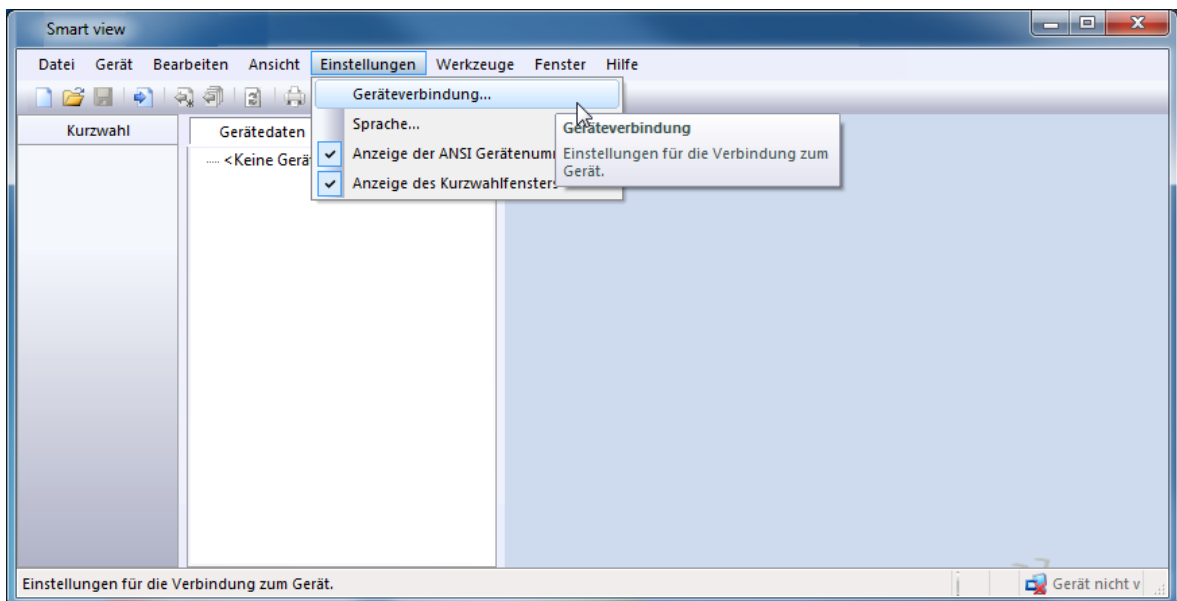 Smart view
Datei Gerät Bearbeiten Ansicht Einstellungen Werkzeuge Fenster Hilfe
Geräteverbindung...
Sprache...
Anzeige der ANSI Gerätenum
Anzeige des Kurzwahlfensters
Geräteverbindung
Einstellungen für die Verbindung zum
Gerät.
Kurzwahl
Gerätedaten
<Keine Gerä
Einstellungen für die Verbindung zum Gerät.
Gerät nicht v